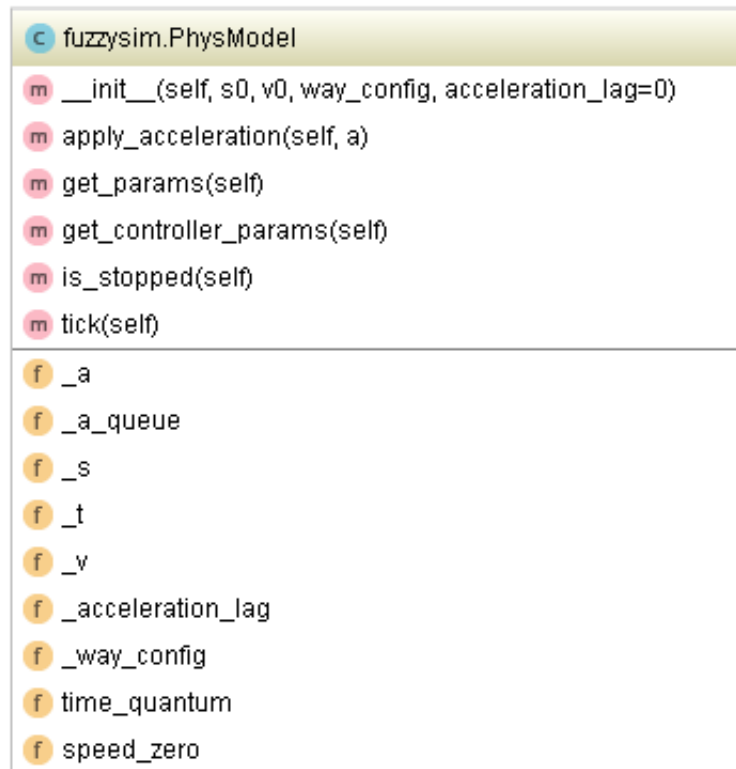 C fuzzysim.PhysModel
m __init__(self, s0, v0, way_config, acceleration_lag=0)
m apply_acceleration(self, a)
m get_params(self)
m get_controller_params(self)
m is_stopped(self)
m tick(self)
f _a
f _a_queue
f _s
f _t
f _v
f _acceleration_lag
f _way_config
f time_quantum
f speed_zero